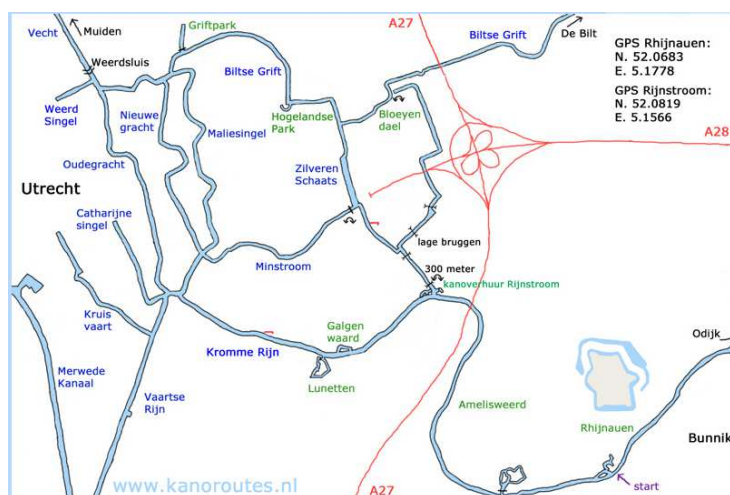 A27
Biltse Grift
De Bilt
GPS Rhijnauen:
N. 52.0683
E. 5.1778
GPS Rijnstroom:
N. 52.0819
E. 5.1566
Vecht
Muiden
Griftpark
Weerdsluis
Biltse Grift
Weerd
Singel
Nieuwe
gracht
Maliesingel
Hogelandse
Park
Bloeyen
dael
A28
Oudegracht
Zilveren
Schaats
Utrecht
Catharijne
singel
lage bruggen
Minstroom
300 meter
kanoverhuur Rijnstroom
Kruis
vaart
Galgen
waard
Kromme Rijn
Odijk
Merwede
Kanaal
Lunetten
Vaartse
Rijn
Amelisweerd
Rhijnauen
Bunnik
www.kanoroutes.nl
A27
start